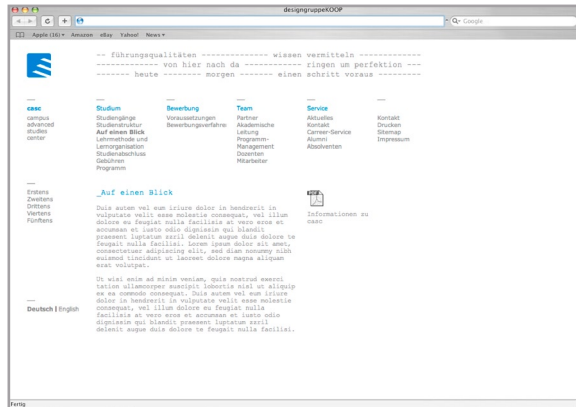 designgruppeKOOP
Google
Apple (16) Amazon eBay Yahoo! News
-- führungsqualitäten ------------- wissen vermitteln -----------
------------- von hier nach da ----------- ringen um perfektion ---
------- heute -------- morgen ------- einen schritt voraus --------
casc
campus
advanced
studies
center
Studium
Studiengänge
Studienstruktur
Auf einen Blick
Lehrmethode und
Lernorganisation
Studienabschluss
Gebühren
Programm
Bewerbung
Voraussetzungen
Bewerbungsverfahren
Team
Partner
Akademische
Leitung
Programm-
Management
Dozenten
Mitarbeiter
Service
Aktuelles
Kontakt
Carreer-Service
Alumni
Absolventen
Kontakt
Drucken
Sitemap
Impressum
Erstens
Zweitens
Drittens
Viertens
Fünftens
_Auf einen Blick
Duis autem vel eum iriure dolor in hendrerit in
vulputate velit esse molestie consequat, vel illum
dolore eu feugiat nulla facilisis at vero eros et
accumsan et iusto odio dignissim qui blandit
praesent luptatum zzril delenit augue duis dolore te
feugait nulla facilisi. Lorem ipsum dolor sit amet,
consectetuer adipiscing elit, sed diam nonummy nibh
euismod tincidunt ut laoreet dolore magna aliquam
erat volutpat.
Ut wisi enim ad minim veniam, quis nostrud exerci
tation ullamcorper suscipit lobortis nisl ut aliquip
ex ea commodo consequat. Duis autem vel eum iriure
dolor in hendrerit in vulputate velit esse molestie
consequat, vel illum dolore eu feugiat nulla
facilisis at vero eros et accumsan et iusto odio
dignissim qui blandit praesent luptatum zzril
delenit augue duis dolore te feugait nulla facilisi.
PDF
Informationen zu
casc
Deutsch | English
Fertig